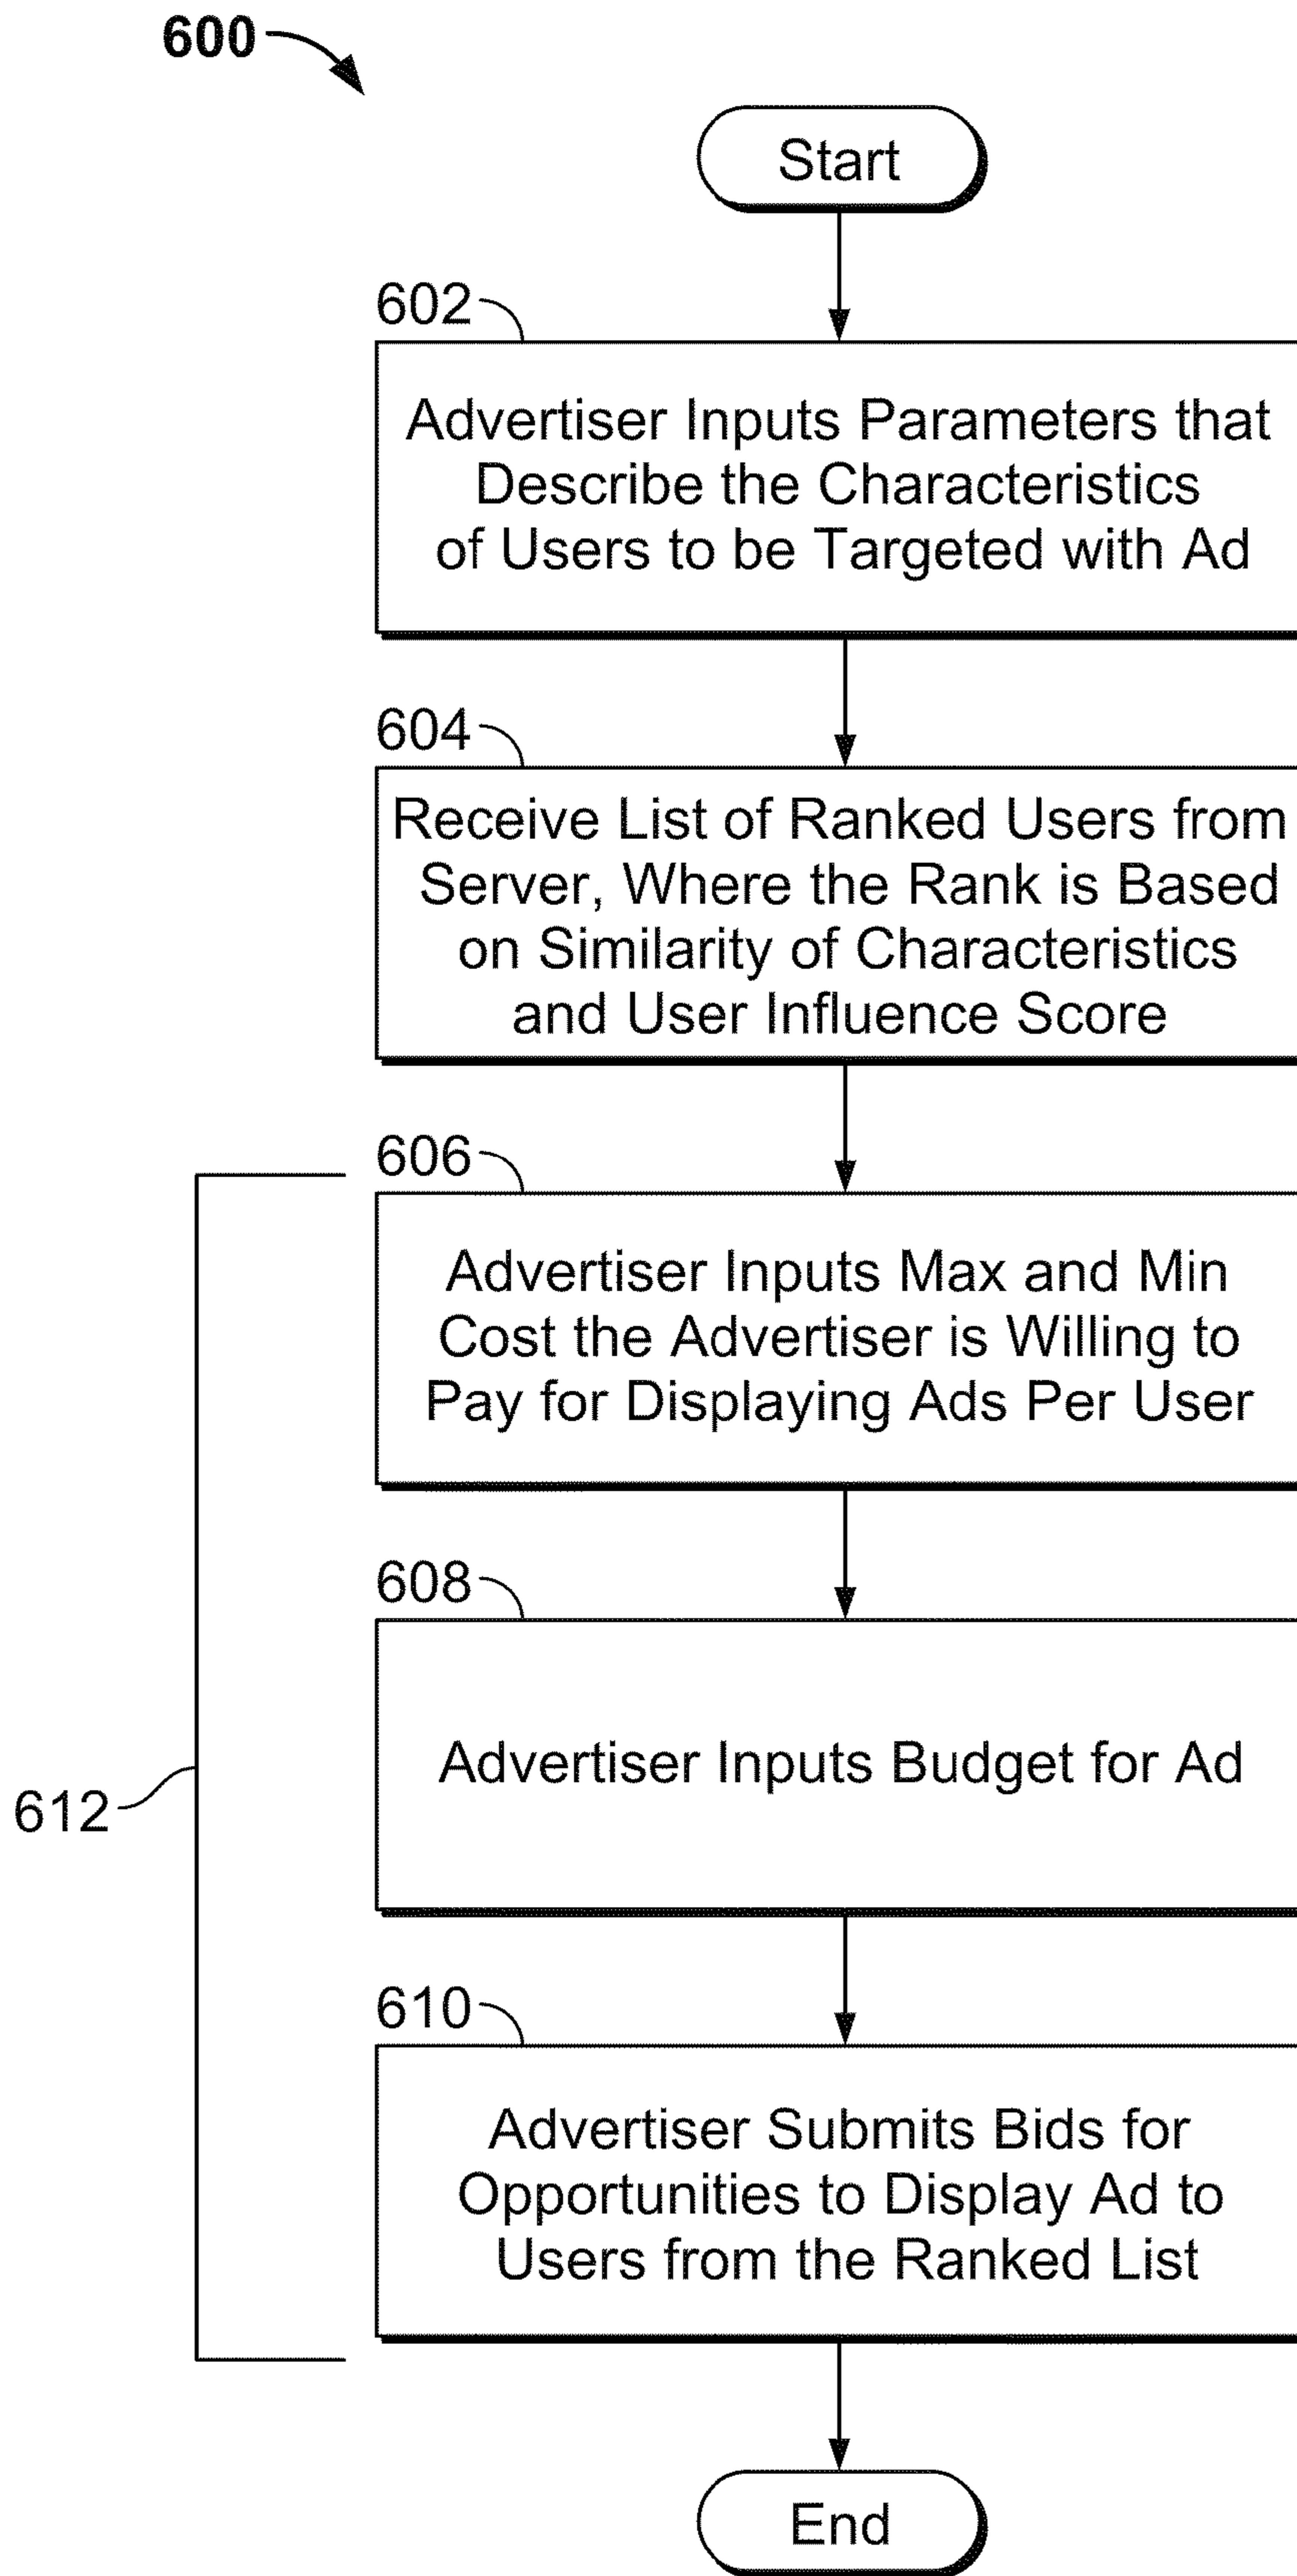 600
Start
602
Advertiser Inputs Parameters that
Describe the Characteristics
of Users to be Targeted with Ad
604
Receive List of Ranked Users from
Server, Where the Rank is Based
on Similarity of Characteristics
and User Influence Score
606
Advertiser Inputs Max and Min
Cost the Advertiser is Willing to
Pay for Displaying Ads Per User
608
Advertiser Inputs Budget for Ad
612
610
Advertiser Submits Bids for
Opportunities to Display Ad to
Users from the Ranked List
End